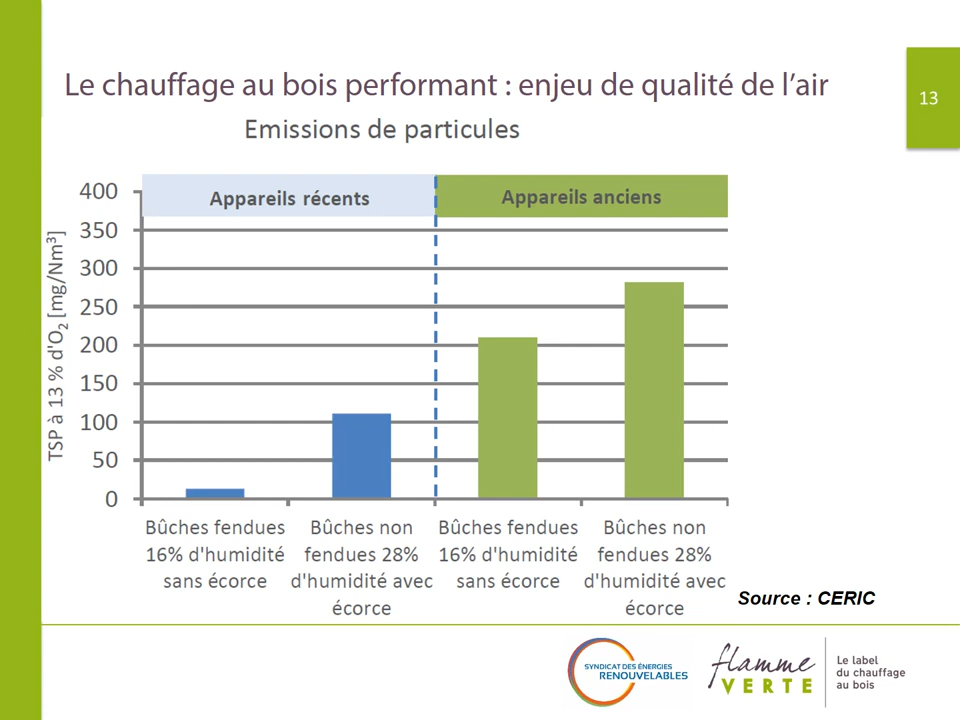 Le chauffage au bois performant : enjeu de qualité de l'air
13
Emissions de particules
Appareils récents
Appareils anciens
TSP à 13 % d'O₂ [mg/Nm³]
400
350
300
250
200
150
100
50
0
Bûches fendues
16% d'humidité
sans écorce
Bûches non
fendues 28%
d'humidité avec
écorce
Bûches fendues
16% d'humidité
sans écorce
Bûches non
fendues 28%
d'humidité avec
écorce
Source : CERIC
SYNDICAT DES ÉNERGIES
RENOUVELABLES
flamme
VERTE
Le label
du chauffage
au bois